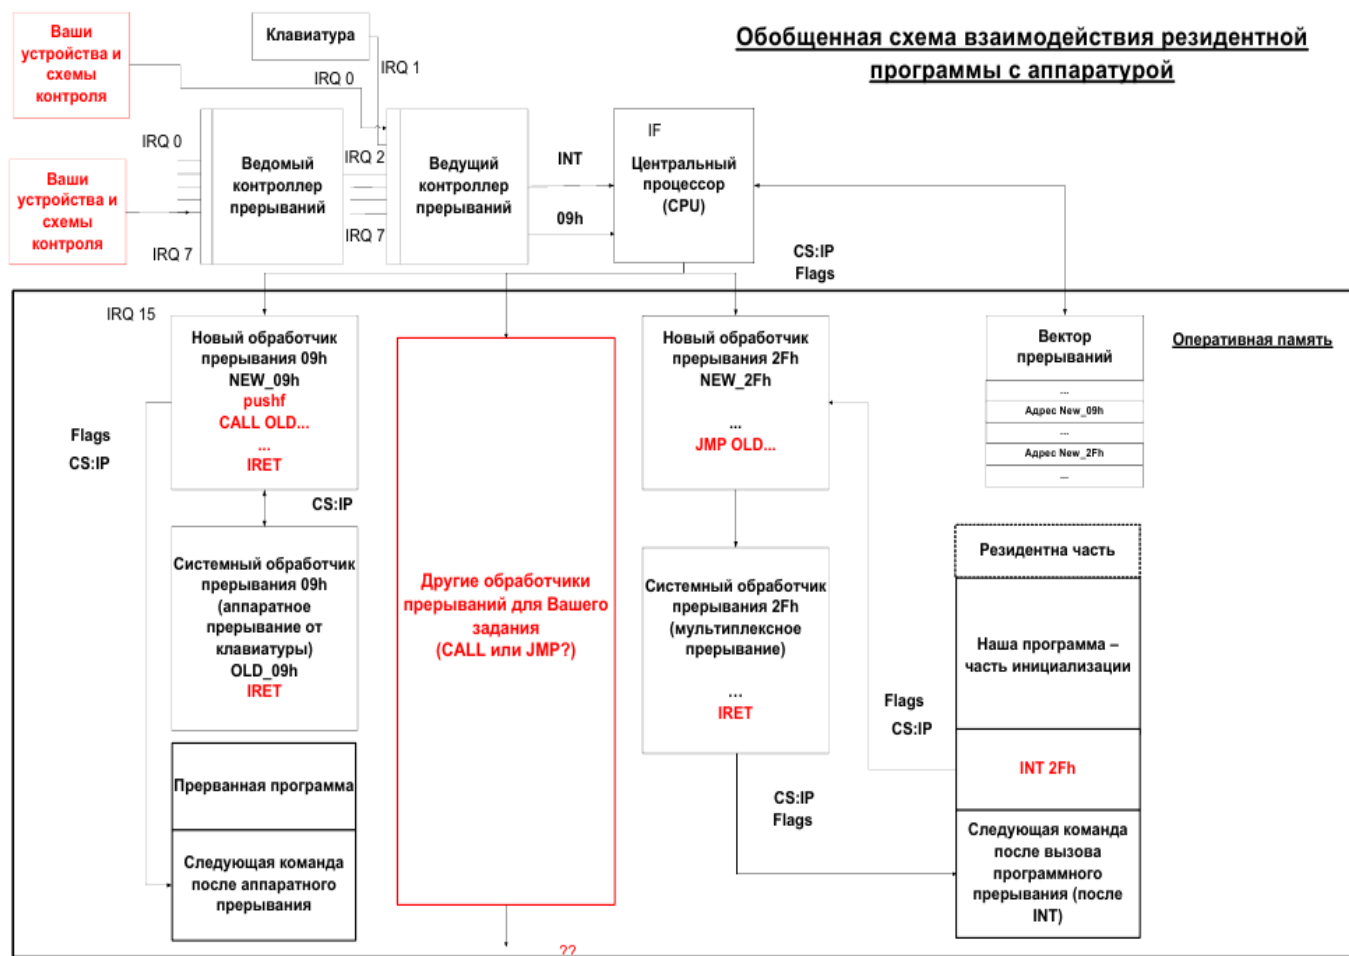 Обобщенная схема взаимодействия резидентной
программы с аппаратурой
Ваши
устройства и
схемы
контроля
Клавиатура
IRQ 0
IRQ 1
IRQ 0
Ваши
устройства и
схемы
контроля
IRQ 7
Ведомый
контроллер
прерываний
IRQ 2
IRQ 7
Ведущий
контроллер
прерываний
INT
09h
IF
Центральный
процессор
(CPU)
CS:IP
Flags
IRQ 15
Новый обработчик
прерывания 09h
NEW_09h
pushf
CALL OLD...
...
IRET
Flags
CS:IP
CS:IP
Системный обработчик
прерывания 09h
(аппаратное
прерывание от
клавиатуры)
OLD_09h
IRET
Прерванная программа
Следующая команда
после аппаратного
прерывания
Другие обработчики
прерываний для Вашего
задания
(CALL или JMP?)
??
Новый обработчик
прерывания 2Fh
NEW_2Fh
...
JMP OLD...
Системный обработчик
прерывания 2Fh
(мультиплексное
прерывание)
...
IRET
CS:IP
Flags
Flags
CS:IP
Вектор
прерываний
...
Адрес New_09h
...
Адрес New_2Fh
...
Оперативная память
Резидентна часть
Наша программа –
часть инициализации
INT 2Fh
Следующая команда
после вызова
программного
прерывания (после
INT)